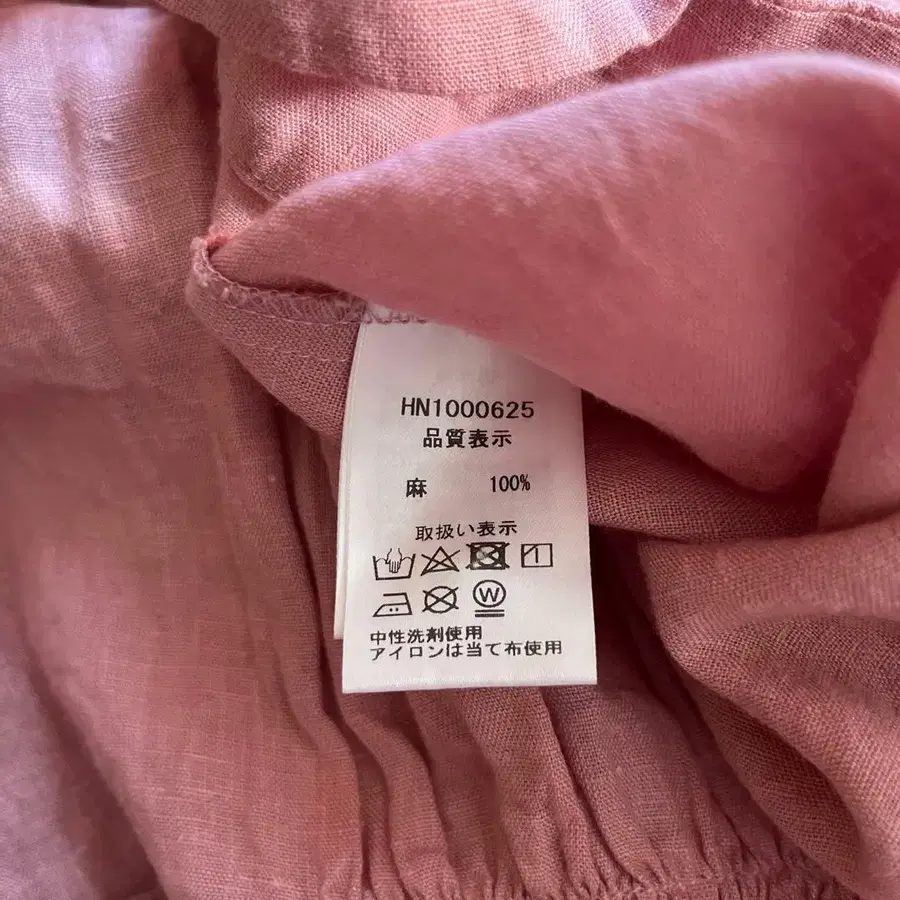 HN1000625
品質表示
麻 100%
取扱い表示
W
中性洗剤使用
アイロンは当て布使用